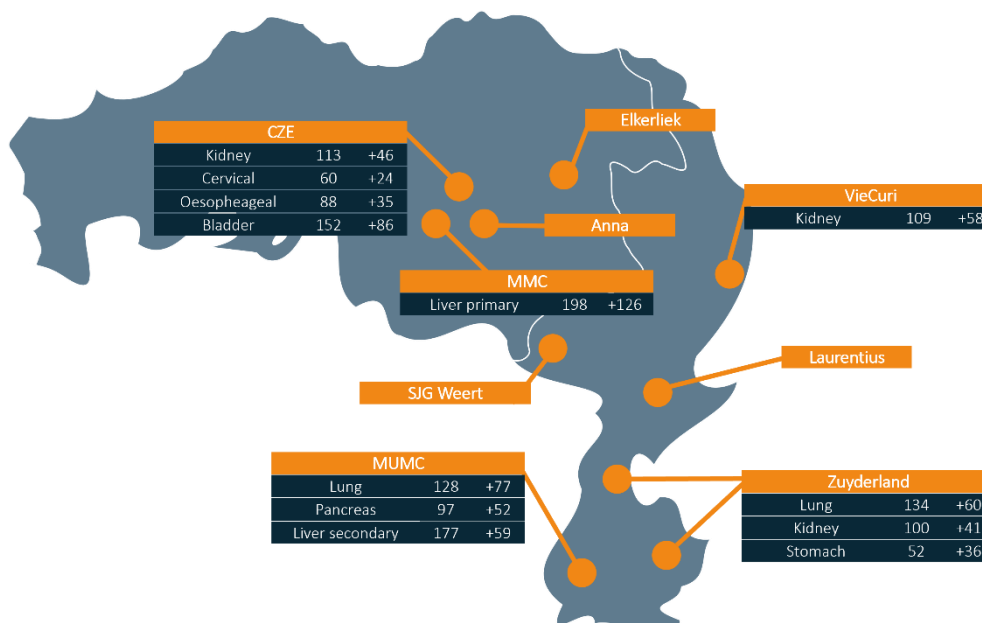 Elkerliek
CZE
Kidney 113 +46
Cervical 60 +24
Oesopheageal 88 +35
Bladder 152 +86
VieCuri
Kidney 109 +58
Anna
MMC
Liver primary 198 +126
Laurentius
SJG Weert
MUMC
Lung 128 +77
Pancreas 97 +52
Liver secondary 177 +59
Zuyderland
Lung 134 +60
Kidney 100 +41
Stomach 52 +36